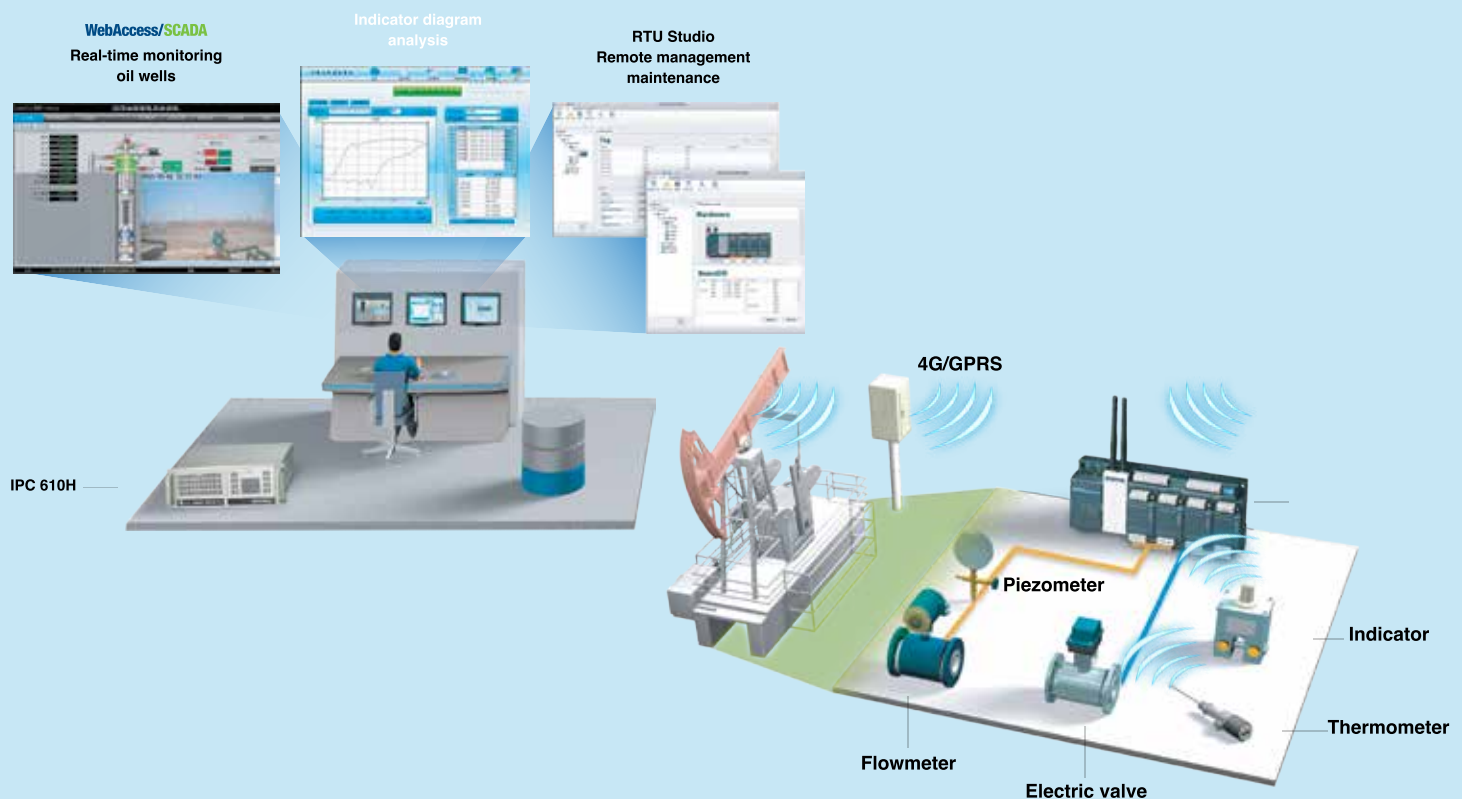 WebAccess/SCADA
Real-time monitoring
oil wells
Indicator diagram
analysis
RTU Studio
Remote management
maintenance
Hardware
4G/GPRS
IPC 610H
Piezometer
Indicator
Thermometer
Flowmeter
Electric valve